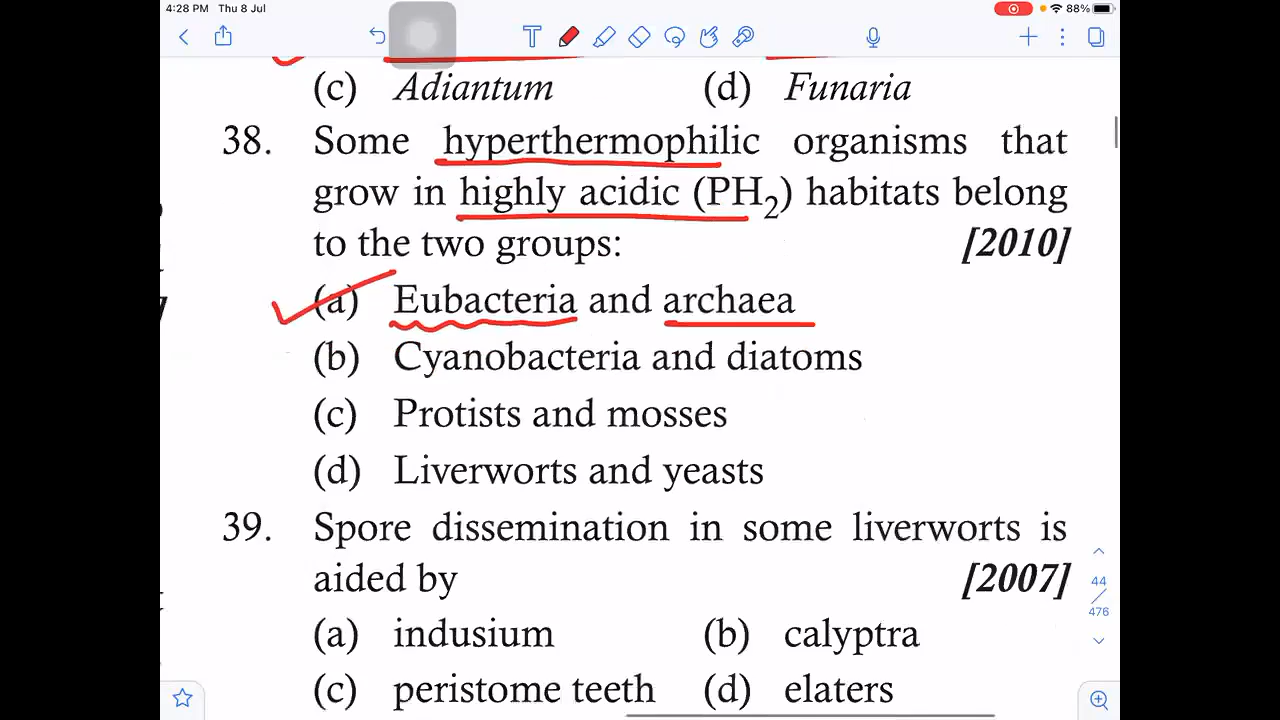 4:28 PM Thu 8 Jul
88%
T
(c) Adiantum (d) Funaria
38. Some hyperthermophilic organisms that
grow in highly acidic (PH2) habitats belong
to the two groups: [2010]
(a) Eubacteria and archaea
(b) Cyanobacteria and diatoms
(c) Protists and mosses
(d) Liverworts and yeasts
39. Spore dissemination in some liverworts is
aided by [2007]
(a) indusium (b) calyptra
(c) peristome teeth (d) elaters
44
476